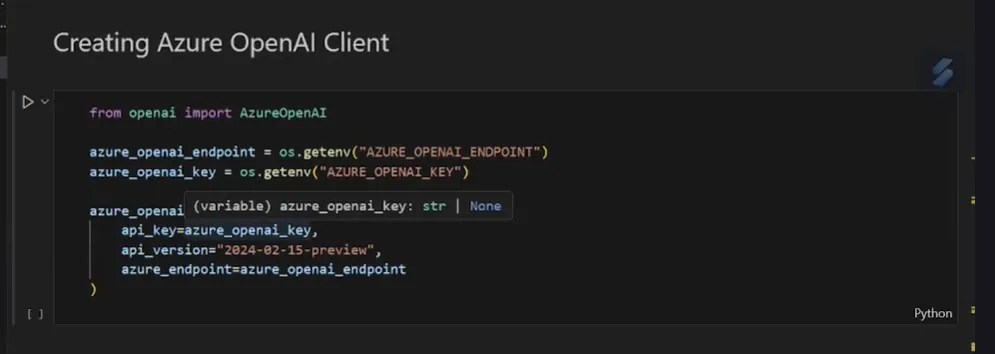 Creating Azure OpenAI Client
from openai import AzureOpenAI
azure_openai_endpoint = os.getenv("AZURE_OPENAI_ENDPOINT")
azure_openai_key = os.getenv("AZURE_OPENAI_KEY")
(variable) azure_openai_key: str | None
azure_openai
api_key=azure_openai_key,
api_version="2024-02-15-preview",
azure_endpoint=azure_openai_endpoint
)
[ ]
Python